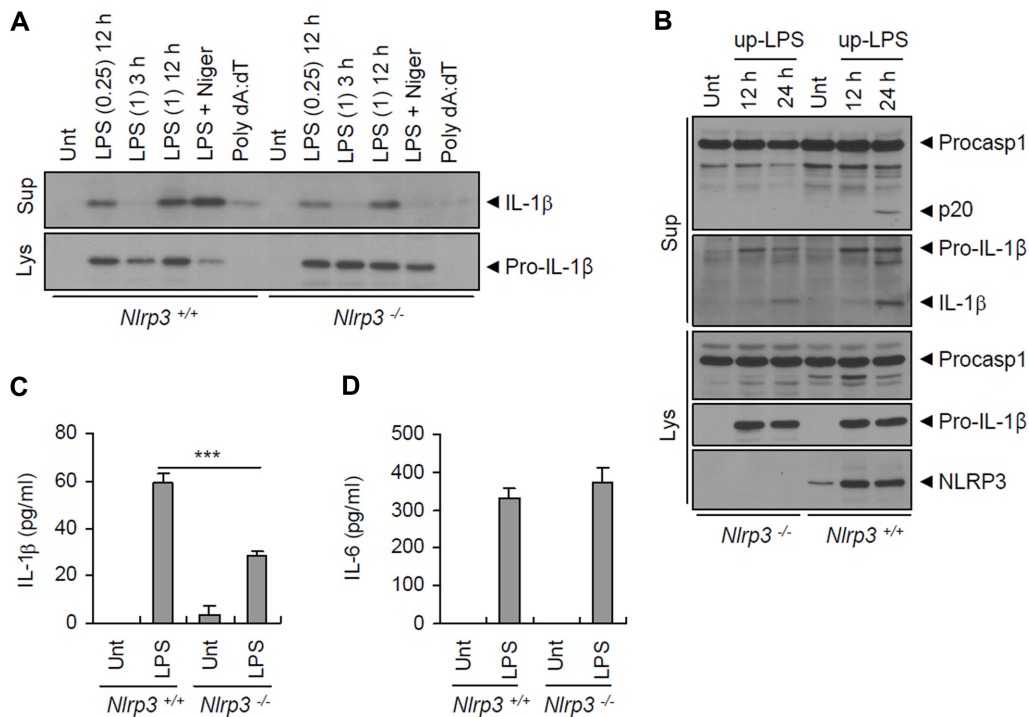 A
Unt
LPS (0.25) 12 h
LPS (1) 3 h
LPS (1) 12 h
LPS + Niger
Poly dA:dT
Unt
LPS (0.25) 12 h
LPS (1) 3 h
LPS (1) 12 h
LPS + Niger
Poly dA:dT
Sup
IL-1β
Lys
Pro-IL-1β
Nlrp3 +/+
Nlrp3 -/-
B
up-LPS
up-LPS
Unt
12 h
24 h
Unt
12 h
24 h
Sup
Procasp1
p20
Pro-IL-1β
IL-1β
Lys
Procasp1
Pro-IL-1β
NLRP3
Nlrp3 -/-
Nlrp3 +/+
C
IL-1β (pg/ml)
80
60
40
20
0
***
Unt
LPS
Unt
LPS
Nlrp3 +/+
Nlrp3 -/-
D
IL-6 (pg/ml)
500
400
300
200
100
0
Unt
LPS
Unt
LPS
Nlrp3 +/+
Nlrp3 -/-